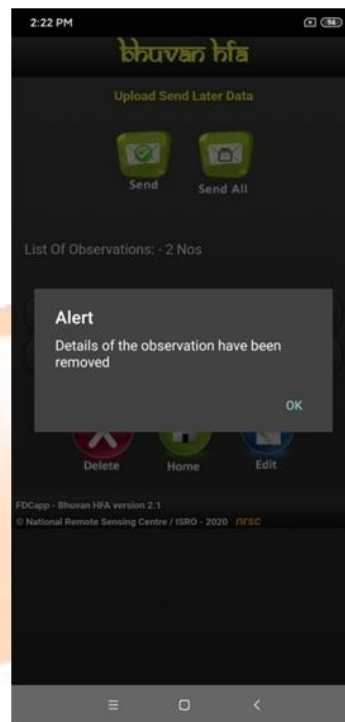 2:22 PM
96
bhuvan hfa
Upload Send Later Data
Send
Send All
List Of Observations: - 2 Nos
Alert
Details of the observation have been
removed
OK
Delete
Home
Edit
FDCapp - Bhuvan HFA version 2.1
© National Remote Sensing Centre / ISRO - 2020 nrsc